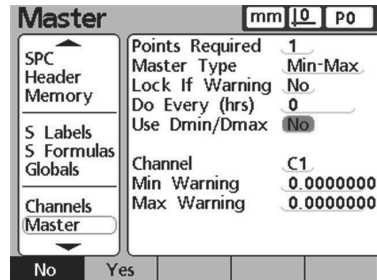 Master
mm 10 P0
SPC
Header
Memory
S Labels
S Formulas
Globals
Channels
Master
Points Required 1
Master Type Min-Max
Lock If Warning No
Do Every (hrs) 0
Use Dmin/Dmax No
Channel C1
Min Warning 0.0000000
Max Warning 0.0000000
No Yes